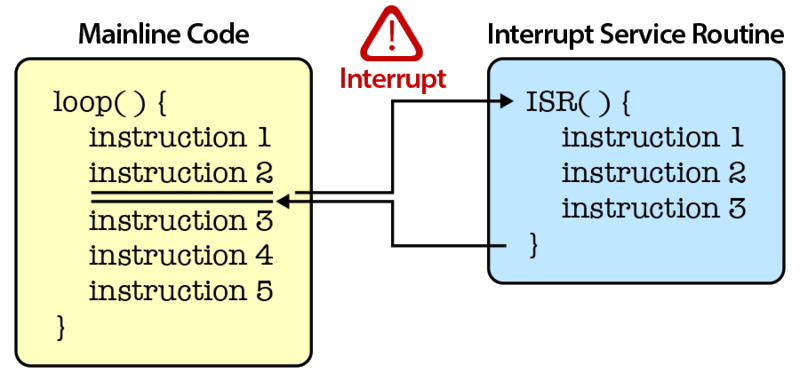 Mainline Code
loop( ) {
instruction 1
instruction 2
instruction 3
instruction 4
instruction 5
}
!
Interrupt
Interrupt Service Routine
ISR( ) {
instruction 1
instruction 2
instruction 3
}